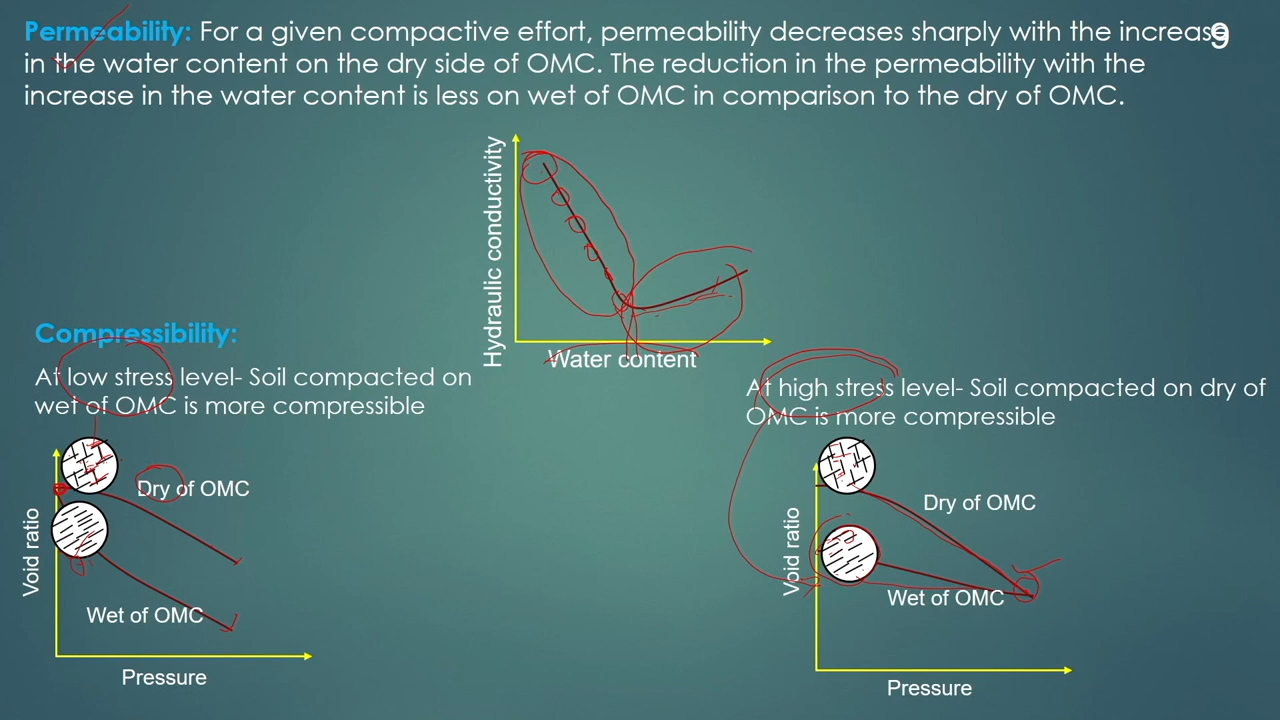 Permeability: For a given compactive effort, permeability decreases sharply with the increase
9
in the water content on the dry side of OMC. The reduction in the permeability with the
increase in the water content is less on wet of OMC in comparison to the dry of OMC.
Hydraulic conductivity
Water content
Compressibility:
At low stress level- Soil compacted on
wet of OMC is more compressible
Dry of OMC
Void ratio
Wet of OMC
Pressure
At high stress level- Soil compacted on dry of
OMC is more compressible
Dry of OMC
Void ratio
Wet of OMC
Pressure